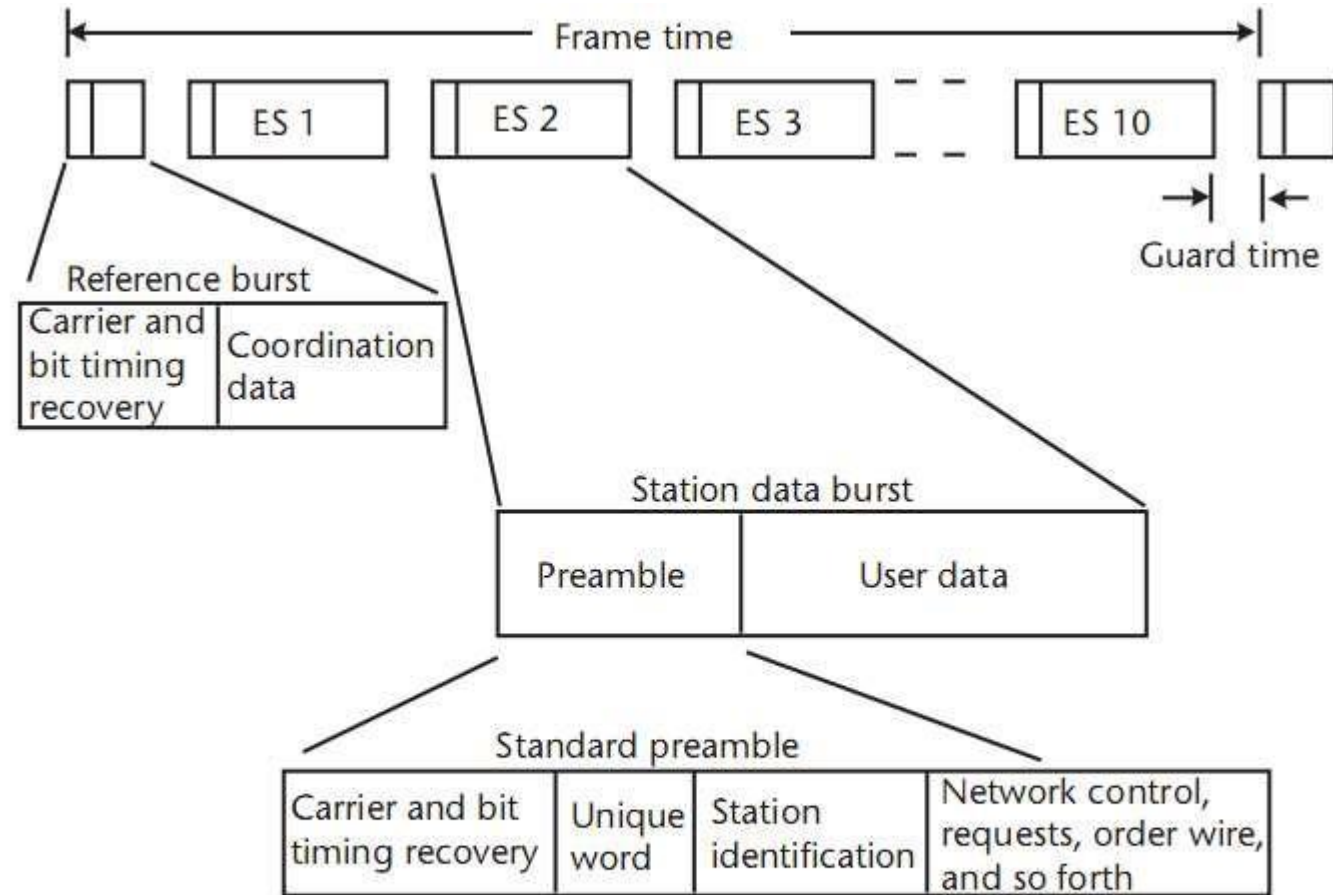 Frame time
ES 1
ES 2
ES 3
ES 10
Guard time
Reference burst
Carrier and
bit timing
recovery
Coordination
data
Station data burst
Preamble
User data
Standard preamble
Carrier and bit
timing recovery
Unique
word
Station
identification
Network control,
requests, order wire,
and so forth